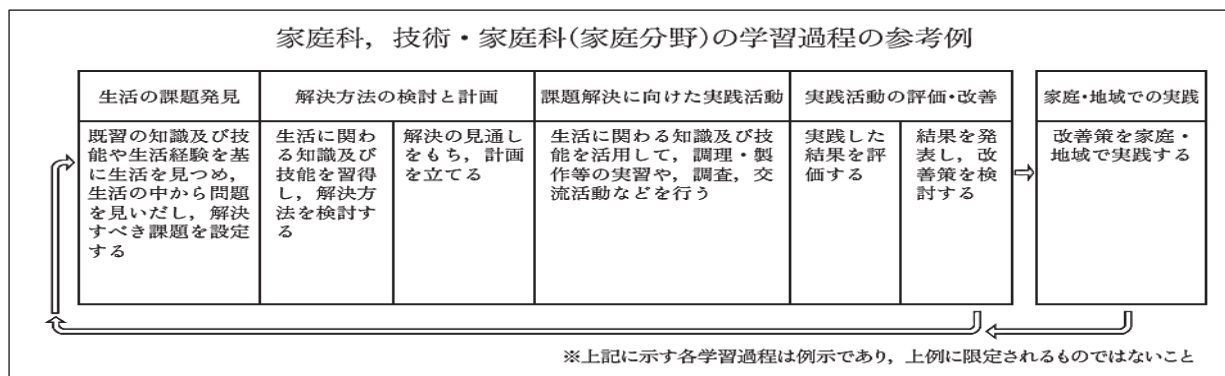 家庭科，技術・家庭科(家庭分野)の学習過程の参考例
生活の課題発見
既習の知識及び技
能や生活経験を基
に生活を見つめ，
生活の中から問題
を見いだし，解決
すべき課題を設定
する
解決方法の検討と計画
生活に関わ
る知識及び
技能を習得
し，解決方
法を検討す
る
解決の見通し
をもち，計画
を立てる
課題解決に向けた実践活動
生活に関わる知識及び技
能を活用して，調理・製
作等の実習や，調査，交
流活動などを行う
実践活動の評価・改善
実践した
結果を評
価する
結果を発
表し，改
善策を検
討する
家庭・地域での実践
改善策を家庭・
地域で実践する
※上記に示す各学習過程は例示であり，上例に限定されるものではないこと